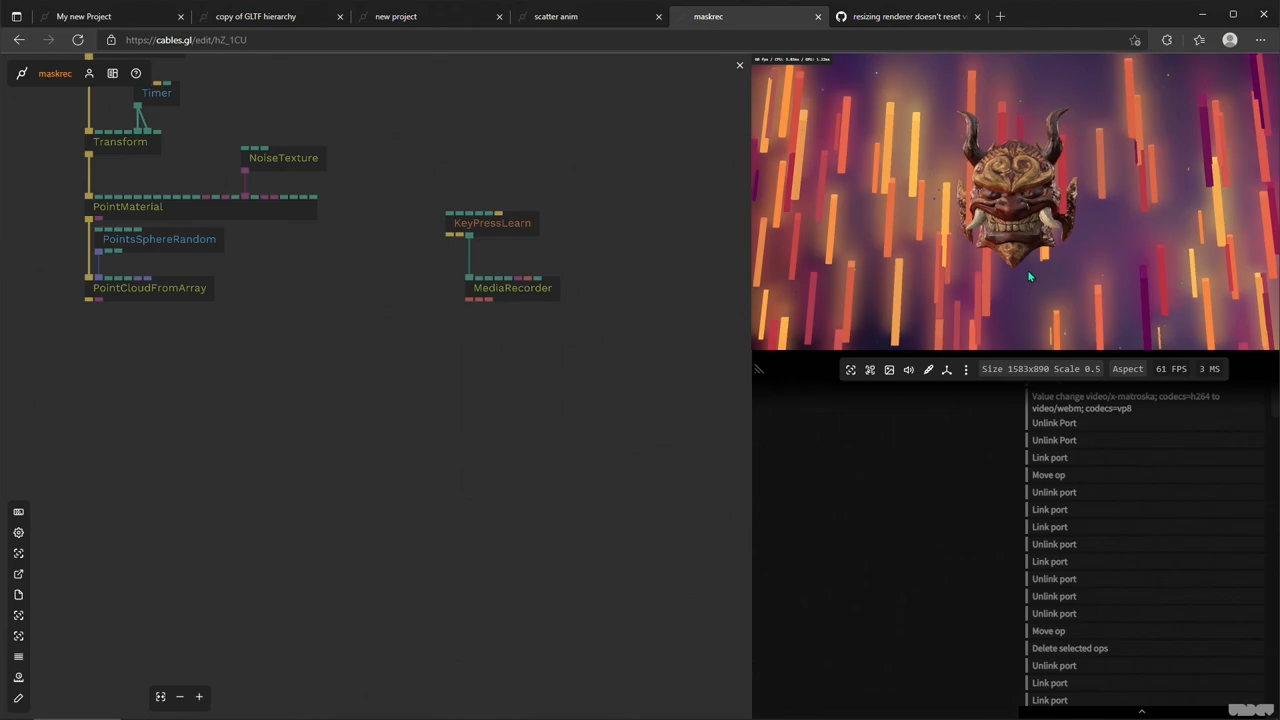 My new Project
copy of GLTF hierarchy
new project
scatter anim
maskrec
resizing renderer doesn't reset v
https://cables.gl/edit/hZ_1CU
maskrec
Timer
Transform
NoiseTexture
PointMaterial
PointsSphereRandom
PointCloudFromArray
KeyPressLearn
MediaRecorder
Size 1583x890 Scale 0.5
Aspect
61 FPS
3 MS
Value change video/x-matroska; codecs=h264 to
video/webm; codecs=vp8
Unlink Port
Unlink Port
Link port
Move op
Unlink port
Link port
Link port
Unlink port
Link port
Unlink port
Unlink port
Unlink port
Move op
Delete selected ops
Unlink port
Link port
Link port